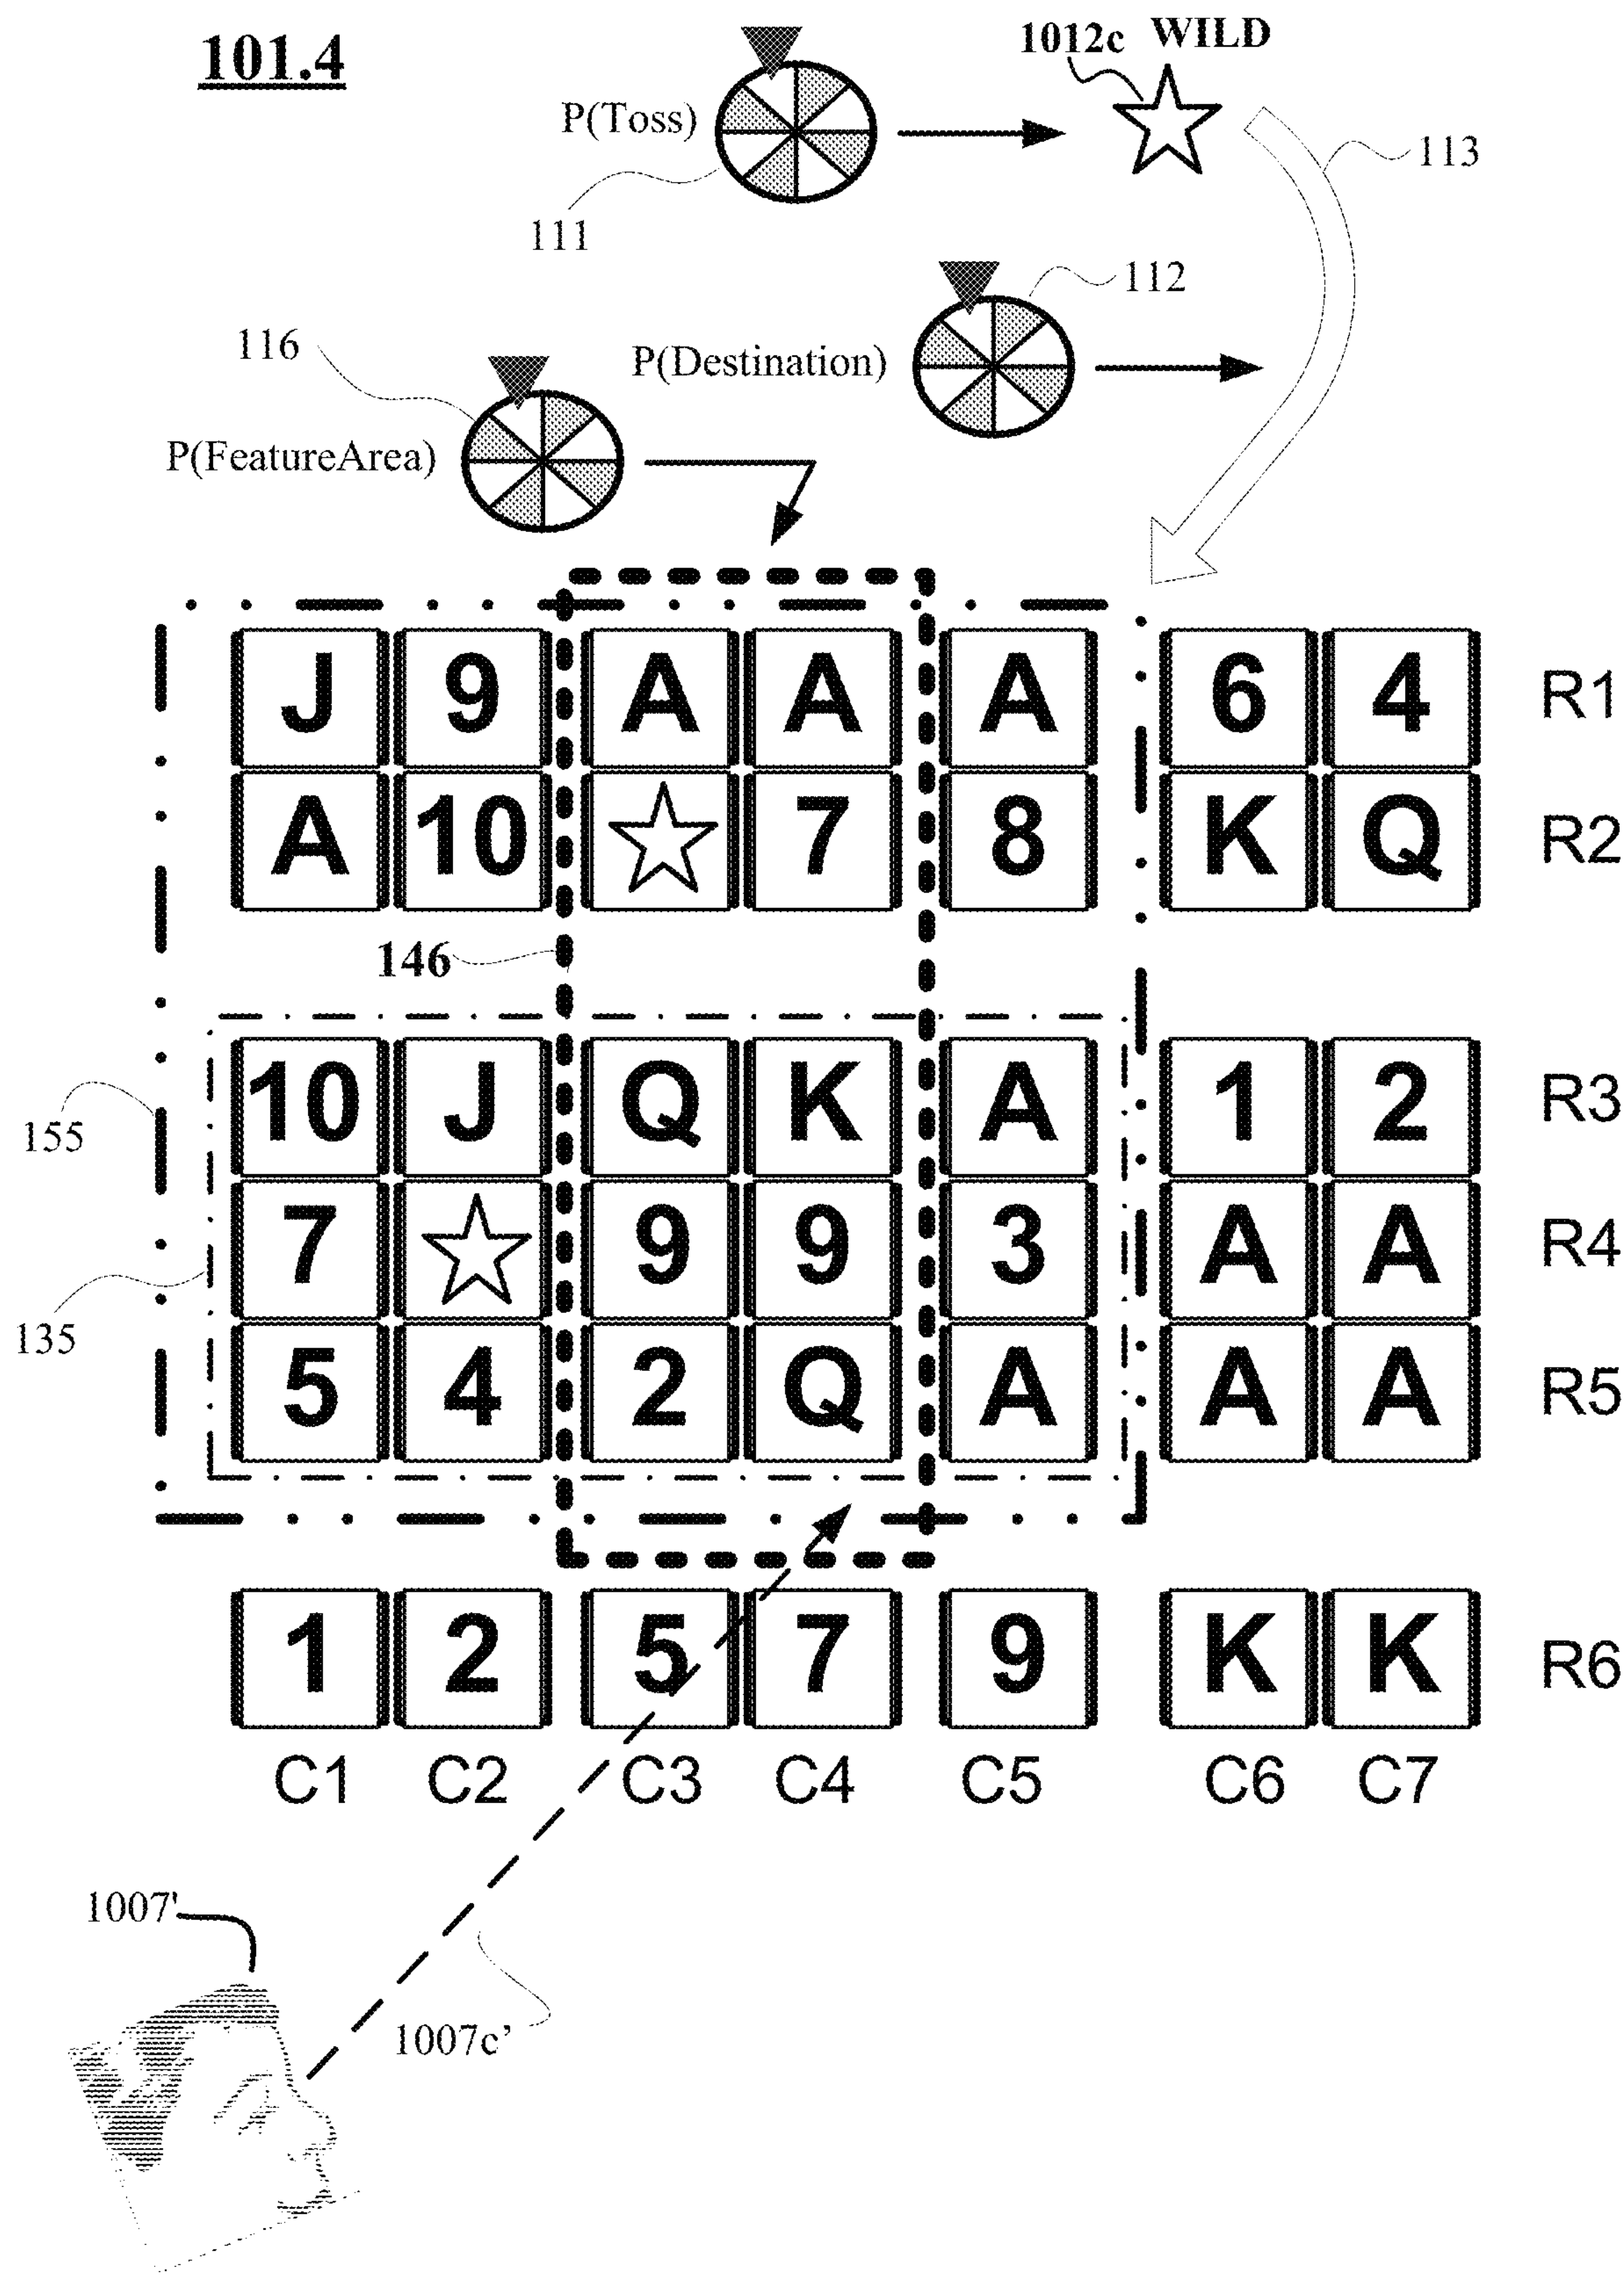 101.4
1012c WILD
P(Toss)
113
111
112
116
P(Destination)
P(FeatureArea)
J 9 A A A 6 4 R1
A 10 7 8 K Q R2
146
10 J Q K A 1 2 R3
155
7 9 9 3 A A R4
135
5 4 2 Q A A A R5
1 2 5 7 9 K K R6
C1 C2 C3 C4 C5 C6 C7
1007'
1007c’